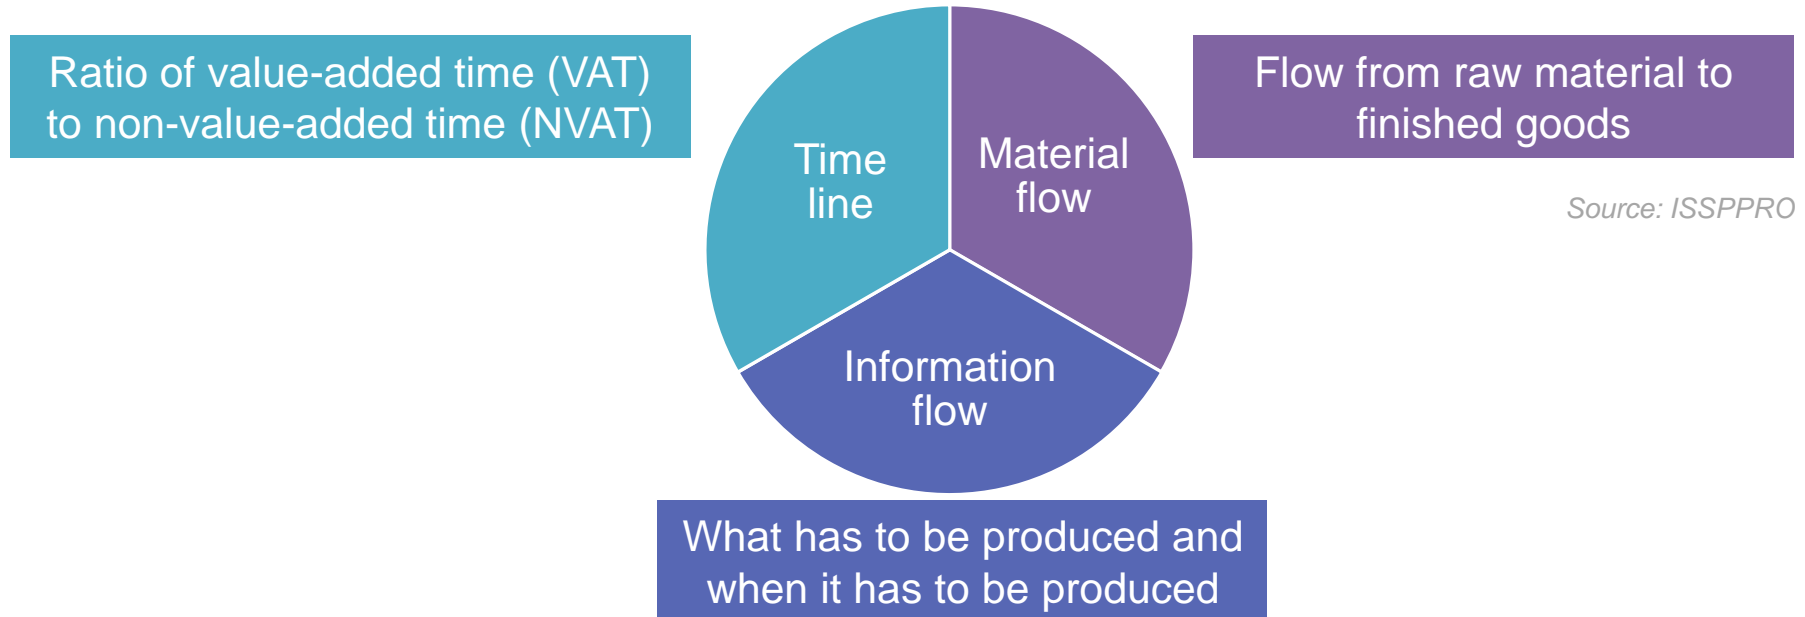 Ratio of value-added time (VAT)
to non-value-added time (NVAT)
Time
line
Material
flow
Flow from raw material to
finished goods
Source: ISSPPRO
Information
flow
What has to be produced and
when it has to be produced